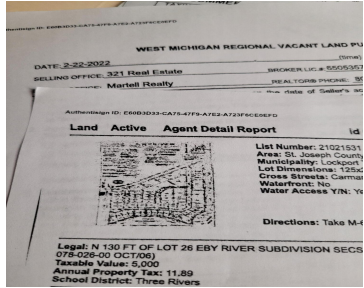 Authentisign ID: E60B3D33-CA75-47F9-A7E2-A723F6CE0EFD
WEST MICHIGAN REGIONAL VACANT LAND PU
DATE: 2-22-2022
(time)
SELLING OFFICE: 321 Real Estate
BROKER LIC.#: 6505357
Martell Realty
REALTOR® PHONE:
the date of Seller's
Authentisign ID: E60B3D33-CA75-47F9-A7E2-A723F6CE0EFD
Land Active Agent Detail Report
List Number: 21021531
Area: St. Joseph County
Municipality: Lockport
Lot Dimensions: 125x
Cross Streets: Carmar
Waterfront: No
Water Access Y/N: Ye
Directions: Take M-
Legal: N 130 FT OF LOT 26 EBY RIVER SUBDIVISION SECS
078-026-00 OCT/06)
Taxable Value: 5,000
Annual Property Tax: 11.89
School District: Three Rivers